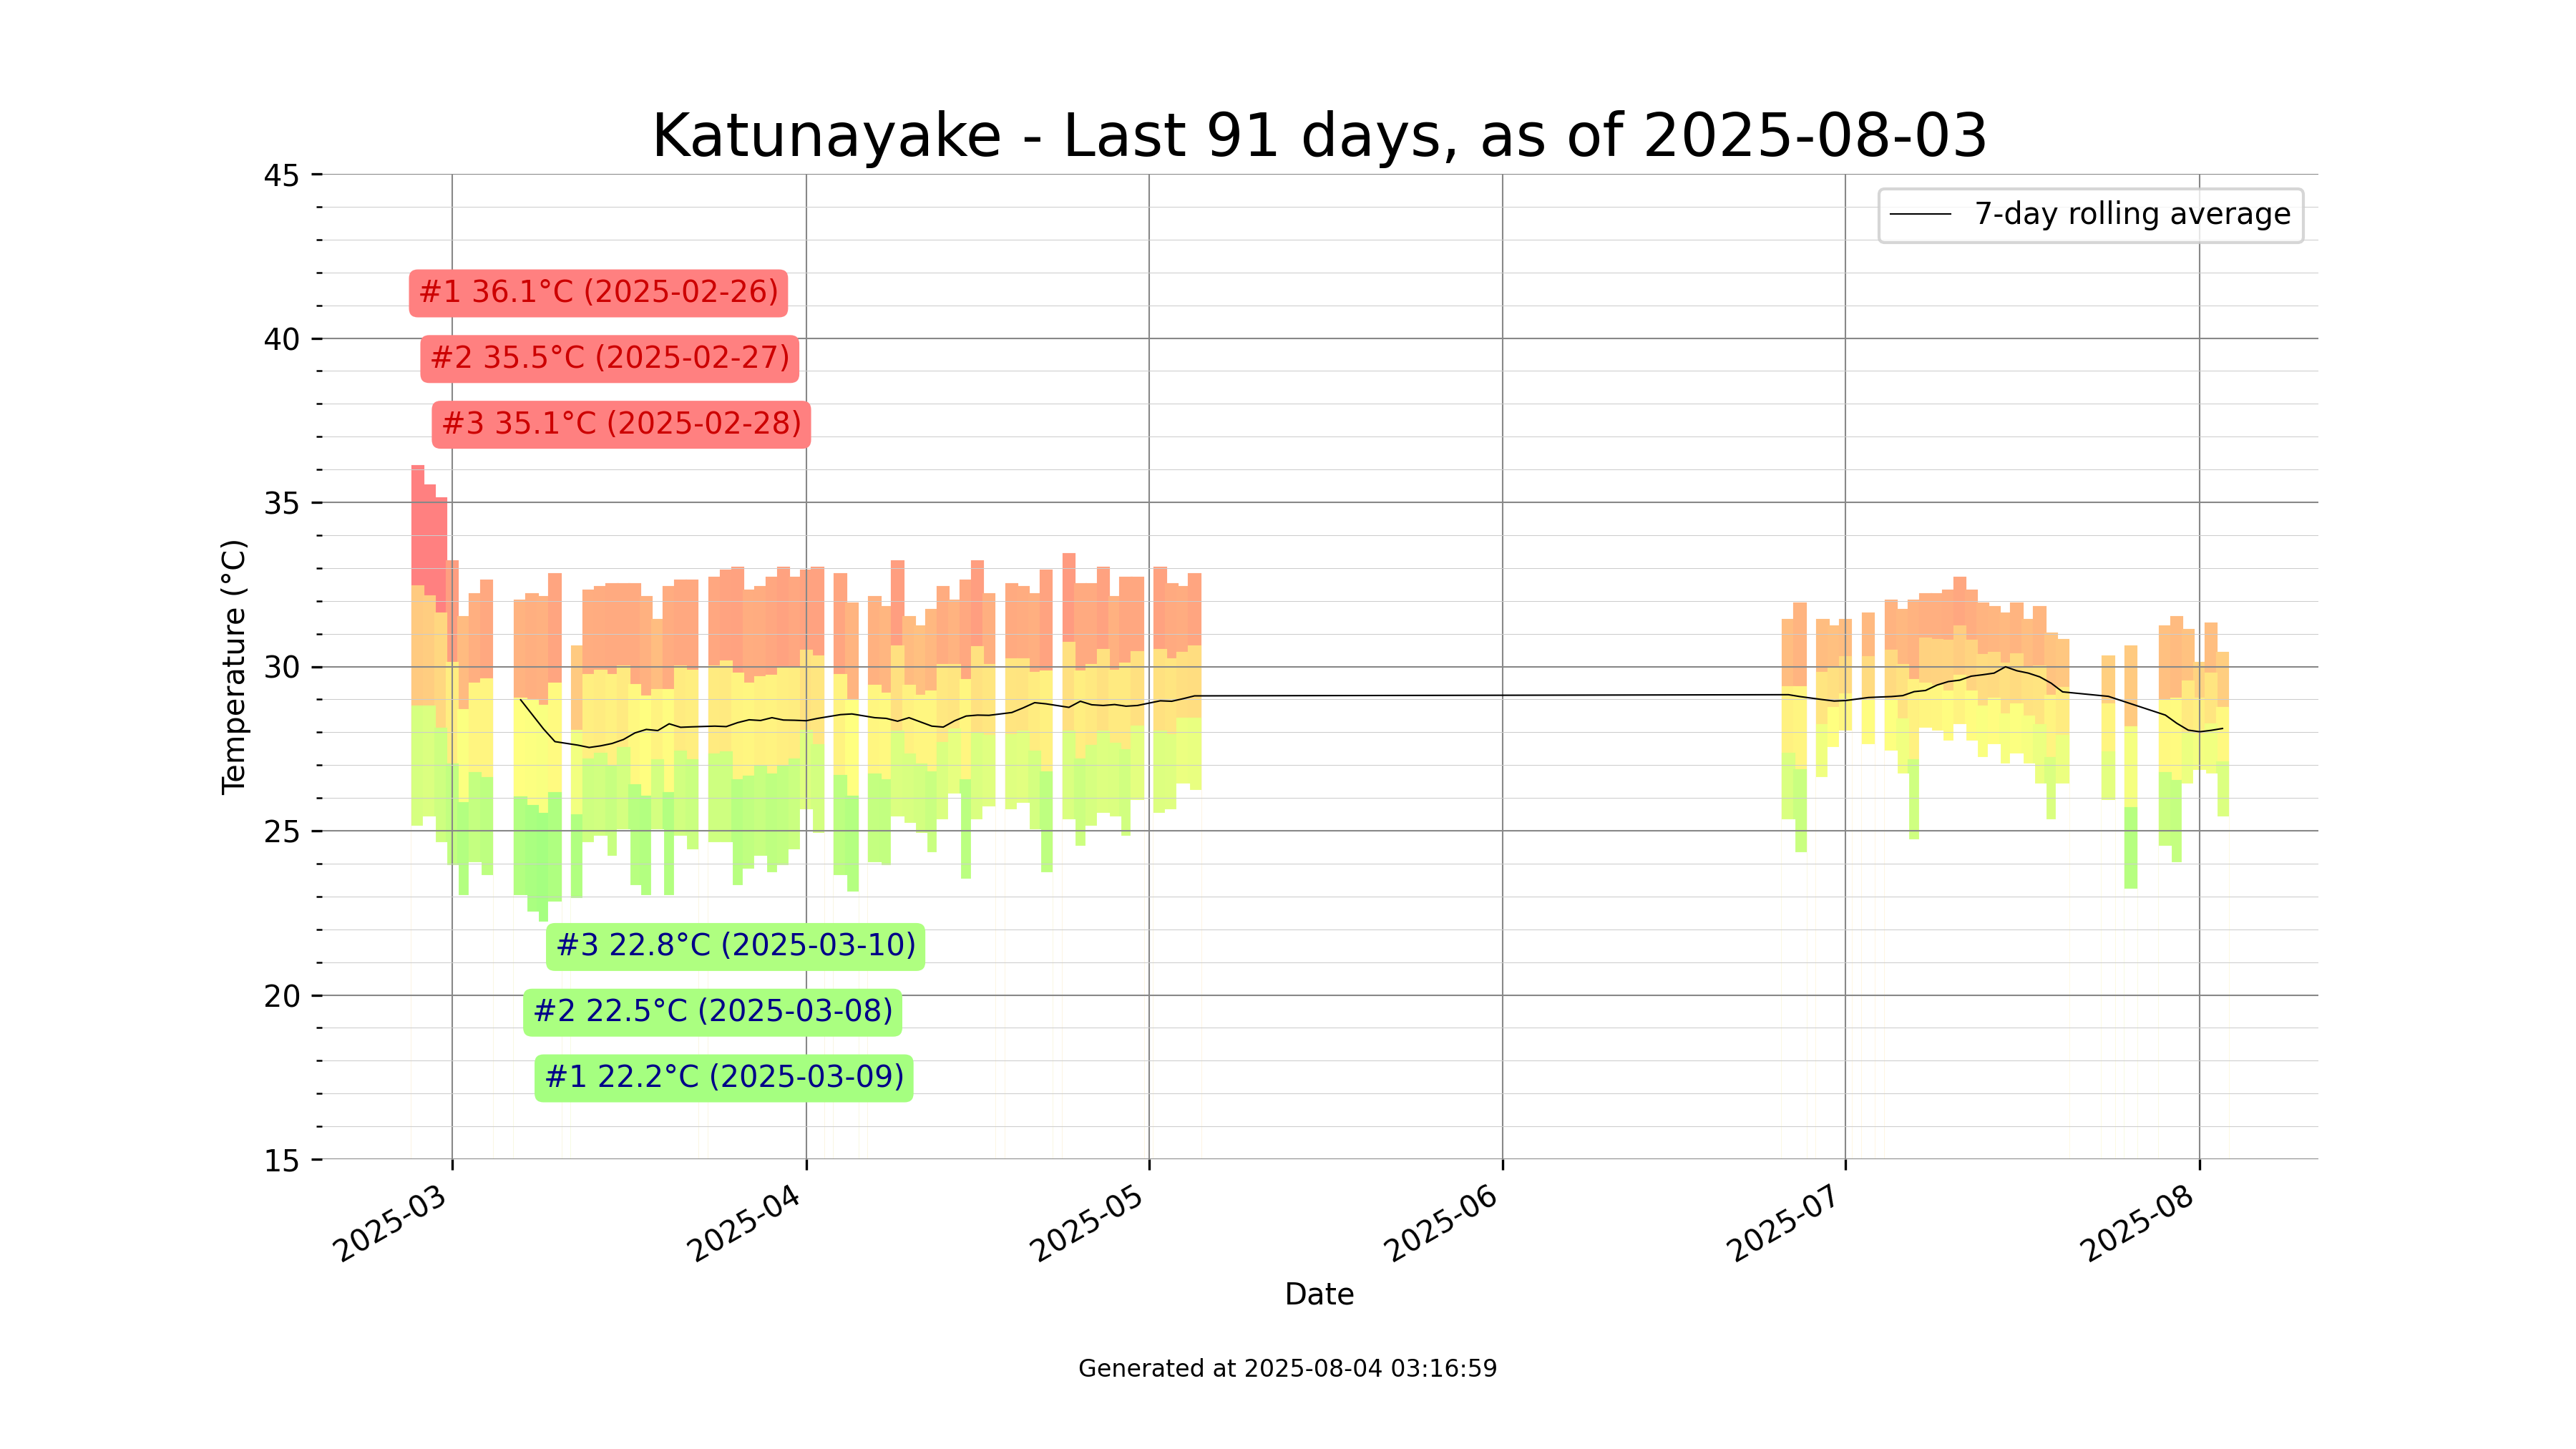 Katunayake - Last 91 days, as of 2025-08-03
45
7-day rolling average
#1 36.1°C (2025-02-26)
40
#2 35.5°C (2025-02-27)
#3 35.1°C (2025-02-28)
35
Temperature (°C)
30
25
#3 22.8°C (2025-03-10)
20
#2 22.5°C (2025-03-08)
#1 22.2°C (2025-03-09)
15
2025-03
2025-04
2025-05
2025-06
2025-07
2025-08
Date
Generated at 2025-08-04 03:16:59